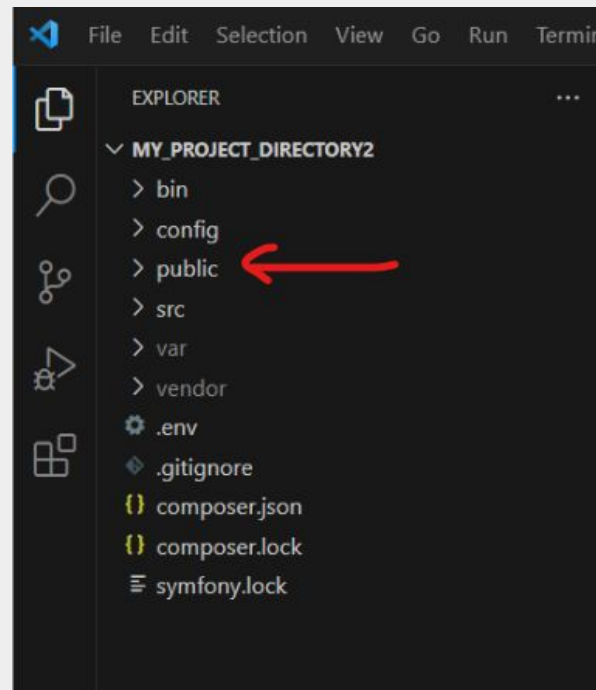 File Edit Selection View Go Run Termin
EXPLORER ...
MY_PROJECT_DIRECTORY2
bin
config
public
src
var
vendor
.env
.gitignore
composer.json
composer.lock
symfony.lock